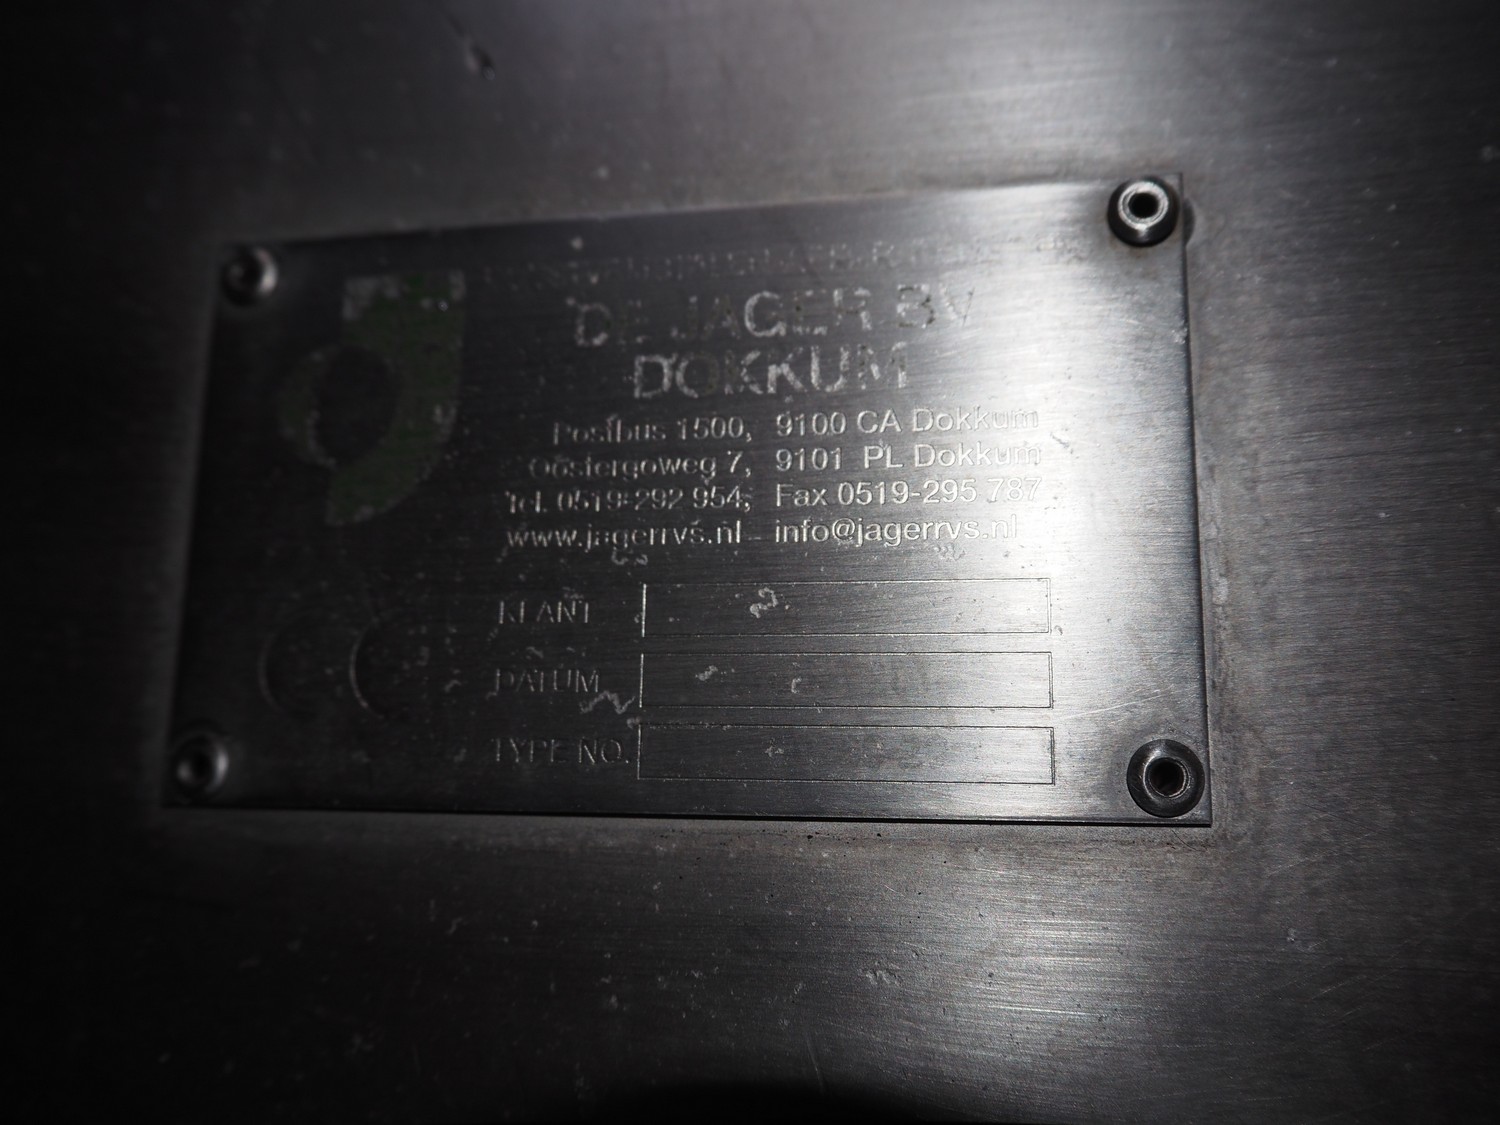 DE JAGER BV
DOKKUM
Postbus 1500, 9100 CA Dokkum
Oostergoweg 7, 9101 PL Dokkum
Tel. 0519-292 954, Fax 0519-295 787
www.jagerrvs.nl - info@jagerrvs.nl
KLANT
DATUM
TYPE NO.